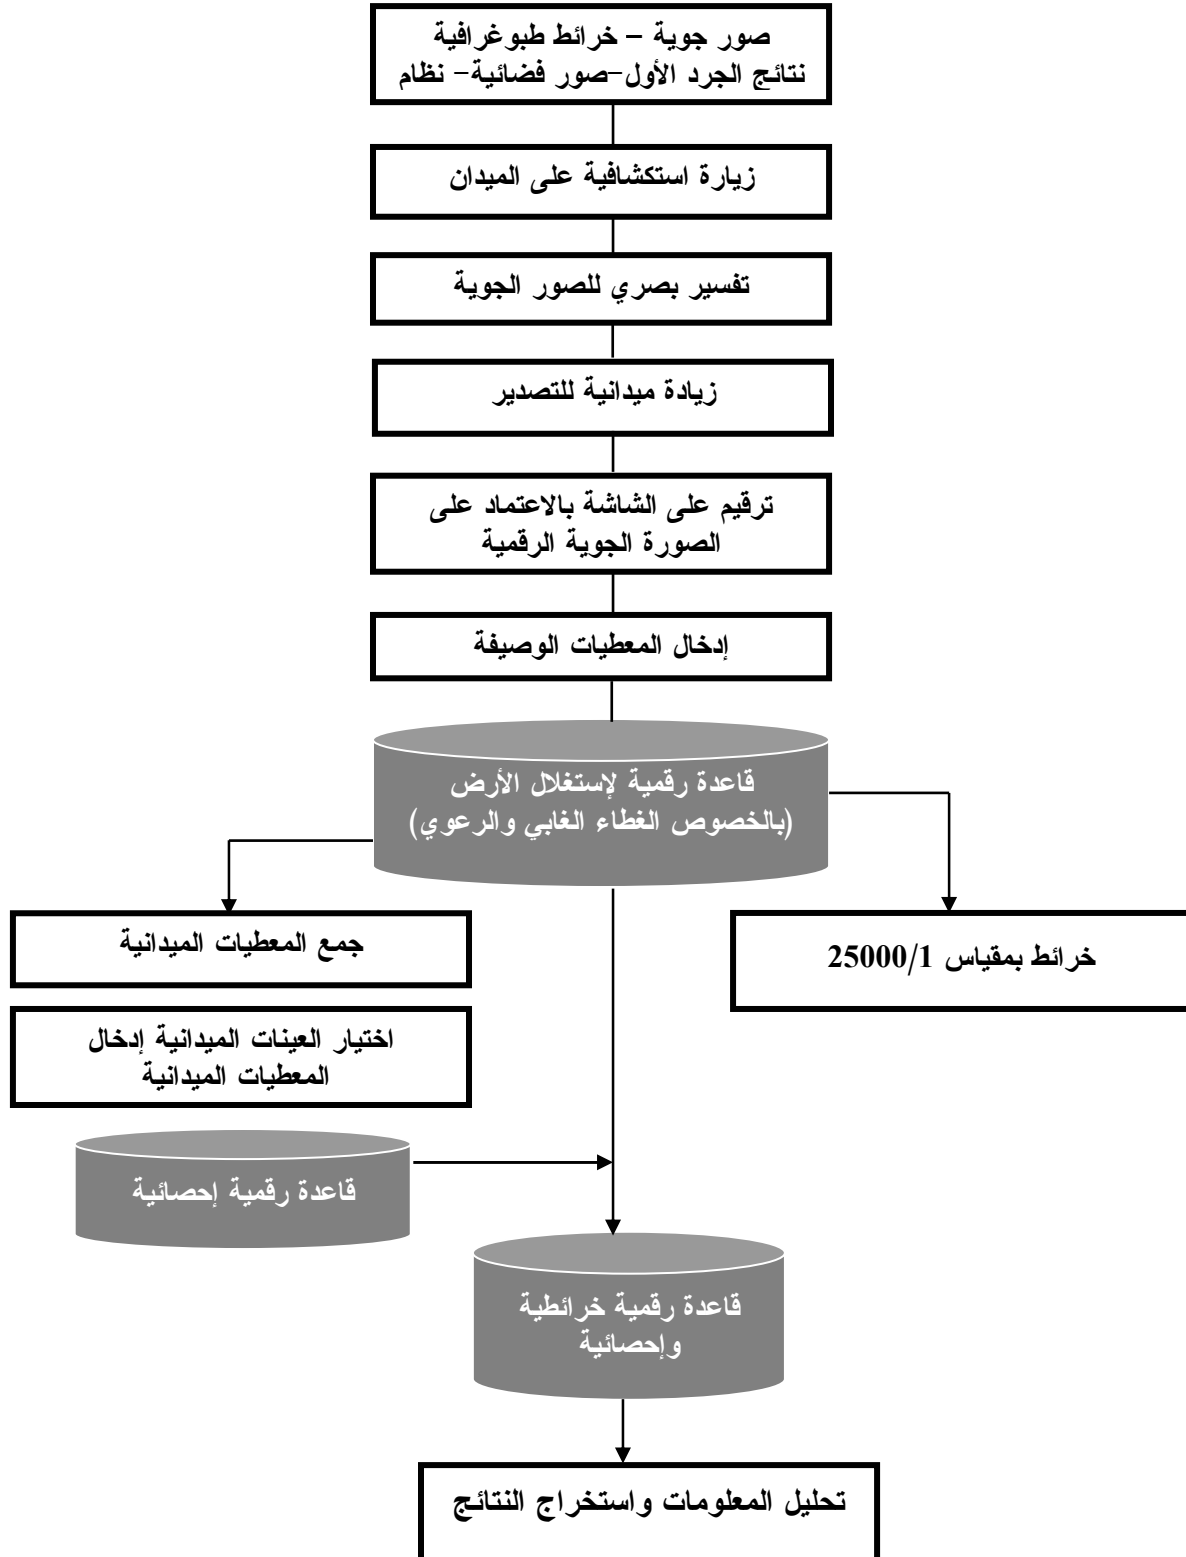 صور جوية – خرائط طبوغرافية
نتائج الجرد الأول–صور فضائية– نظام
زيارة استكشافية على الميدان
تفسير بصري للصور الجوية
زيادة ميدانية للتصدير
ترقيم على الشاشة بالاعتماد على
الصورة الجوية الرقمية
إدخال المعطيات الوصيفة
قاعدة رقمية لإستغلال الأرض
(بالخصوص الغطاء الغابي والرعوي)
جمع المعطيات الميدانية
خرائط بمقياس 25000/1
اختيار العينات الميدانية إدخال
المعطيات الميدانية
قاعدة رقمية إحصائية
قاعدة رقمية خرائطية
وإحصائية
تحليل المعلومات واستخراج النتائج